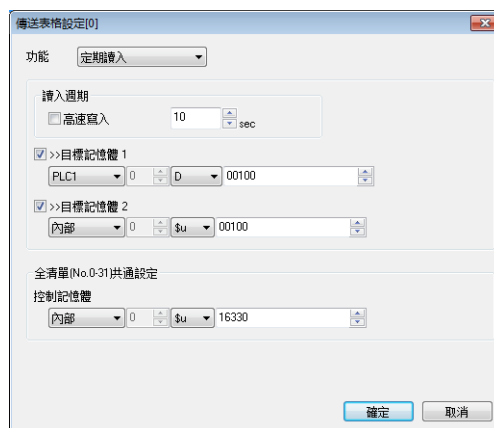 傳送表格設定[0]
功能 定期讀入
讀入週期
高速寫入 10 sec
>>目標記憶體 1
PLC1 0 D 00100
>>目標記憶體 2
內部 0 $u 00100
全清單(No.0-31)共通設定
控制記憶體
內部 0 $u 16330
確定 取消